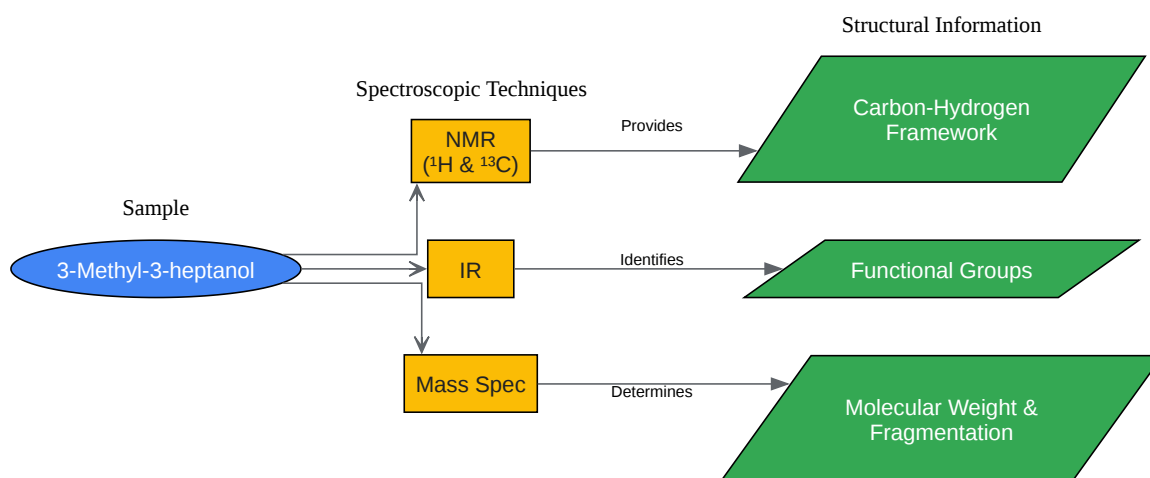 Structural Information
Spectroscopic Techniques
Sample
3-Methyl-3-heptanol
NMR
(¹H & ¹³C)
Provides
Carbon-Hydrogen
Framework
IR
Identifies
Functional Groups
Mass Spec
Determines
Molecular Weight &
Fragmentation